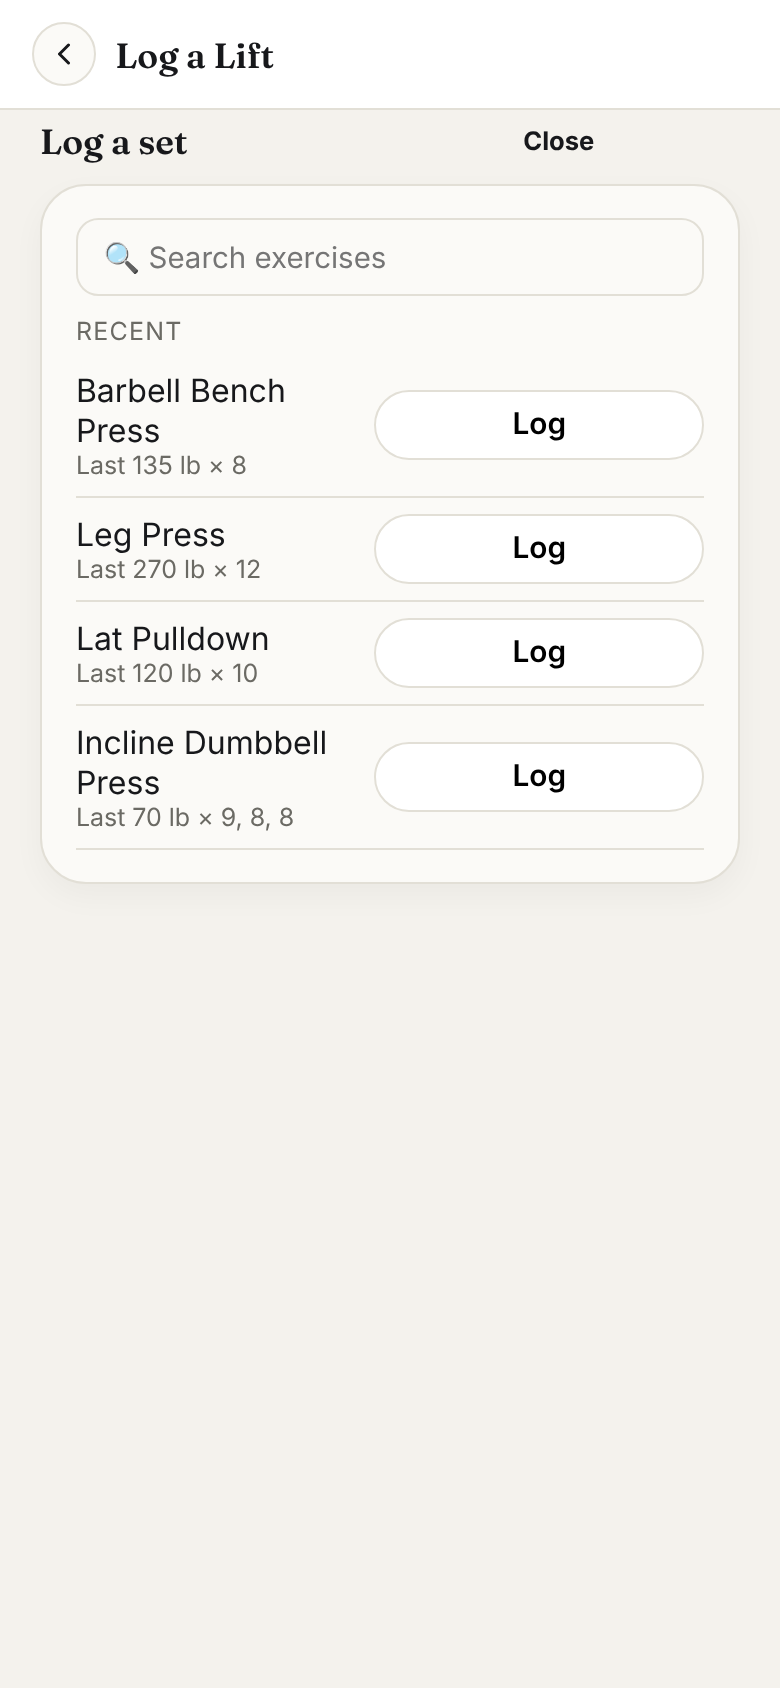 Log a Lift
Log a set
Close
🔍 Search exercises
RECENT
Barbell Bench
Press
Last 135 lb × 8
Log
Leg Press
Last 270 lb × 12
Log
Lat Pulldown
Last 120 lb × 10
Log
Incline Dumbbell
Press
Last 70 lb × 9, 8, 8
Log